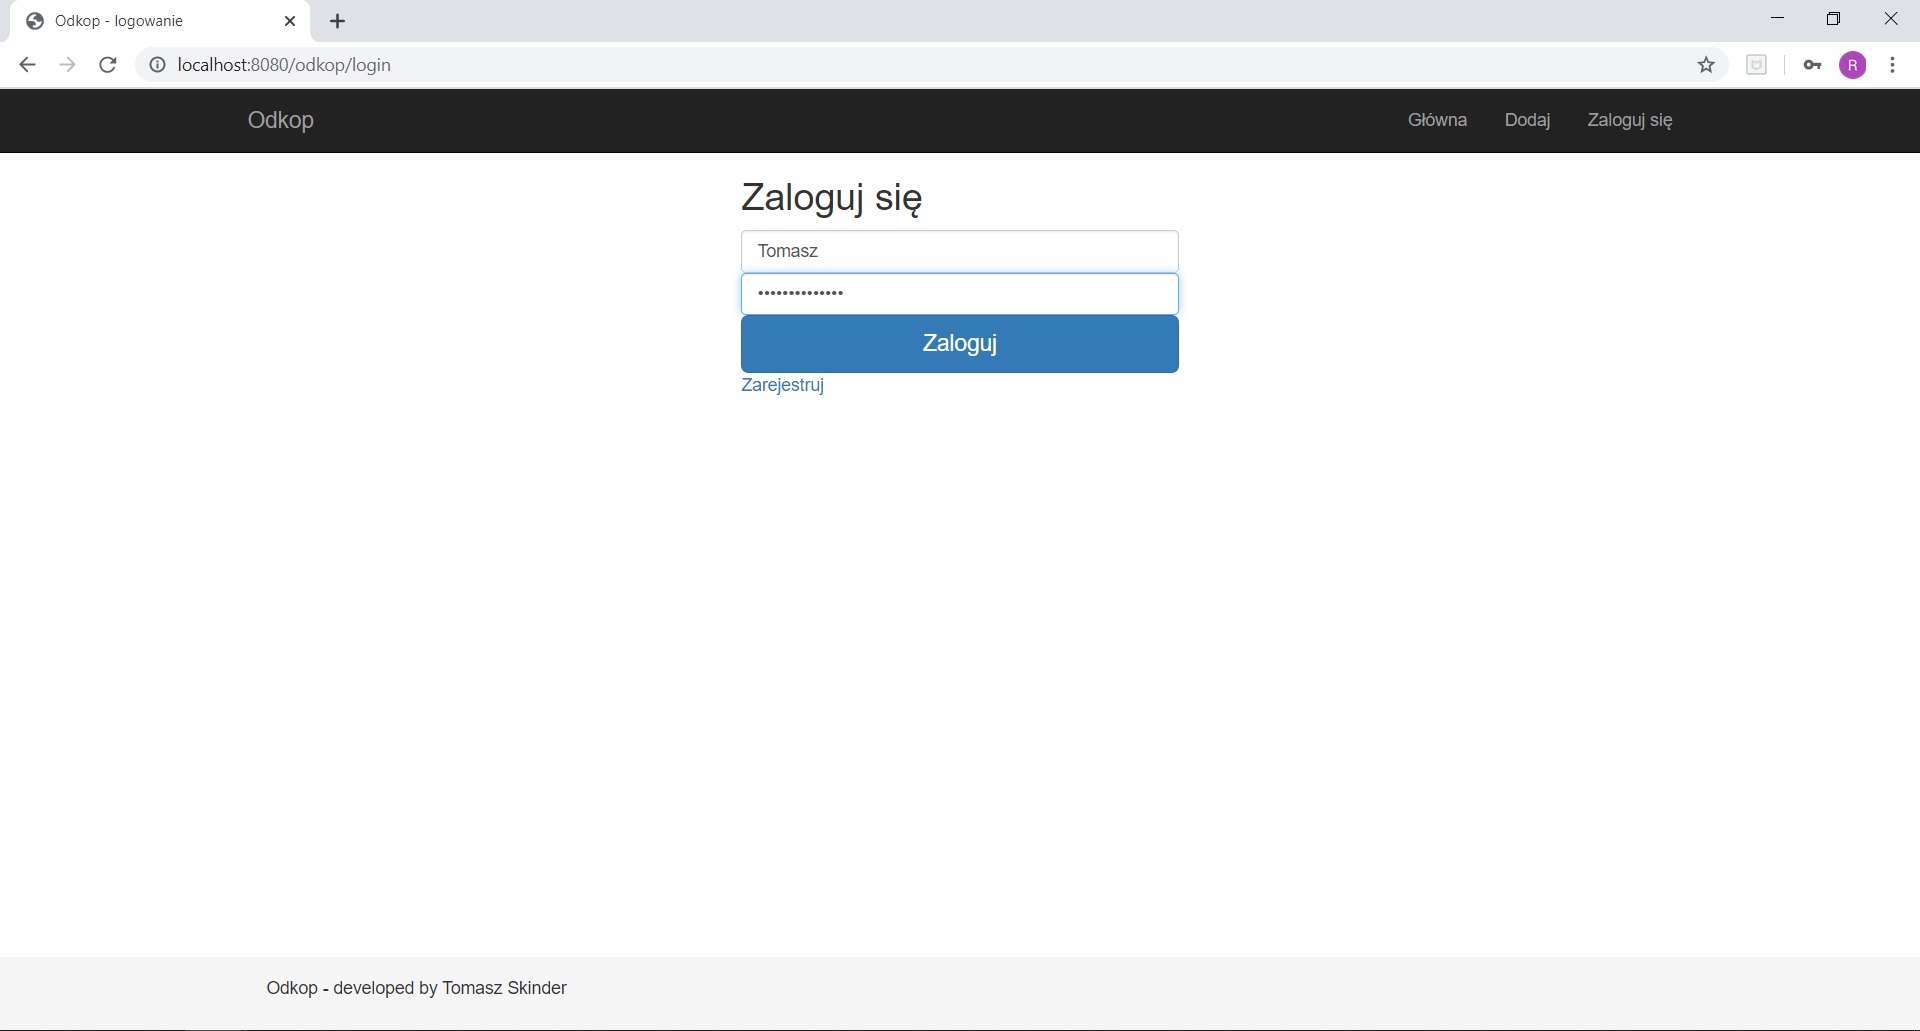 Odkop - logowanie
localhost:8080/odkop/login
R
Odkop
Główna
Dodaj
Zaloguj się
Zaloguj się
Tomasz
••••••••••••••
Zaloguj
Zarejestruj
Odkop - developed by Tomasz Skinder